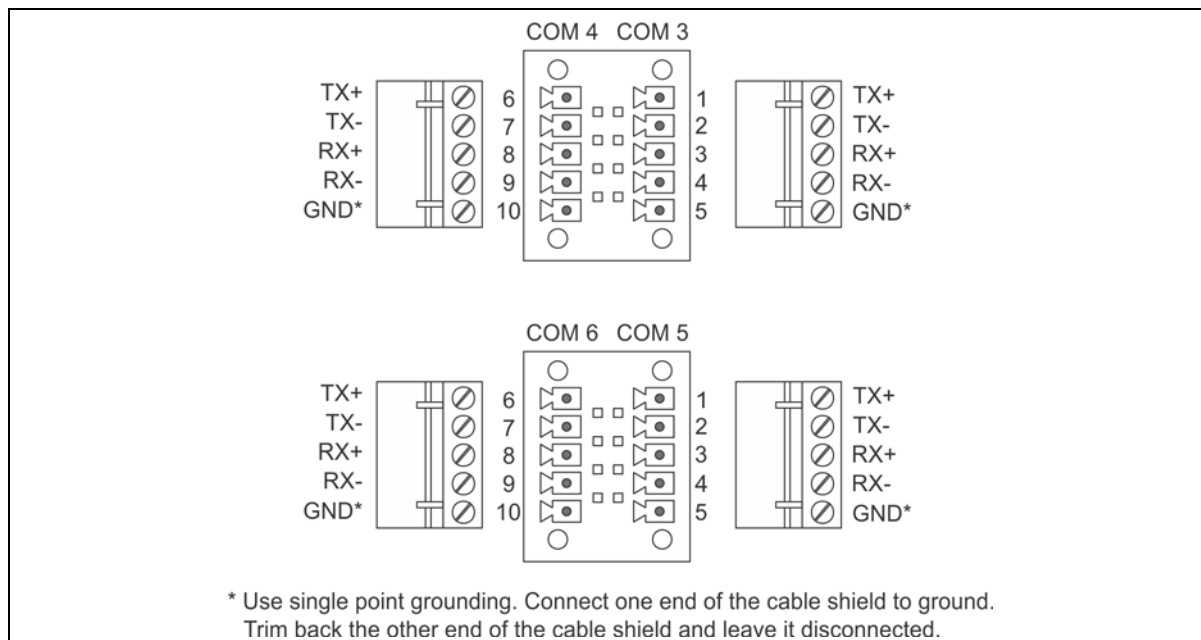 COM 4 COM 3
TX+ 6 1 TX+
TX- 7 2 TX-
RX+ 8 3 RX+
RX- 9 4 RX-
GND* 10 5 GND*
COM 6 COM 5
TX+ 6 1 TX+
TX- 7 2 TX-
RX+ 8 3 RX+
RX- 9 4 RX-
GND* 10 5 GND*
* Use single point grounding. Connect one end of the cable shield to ground.
Trim back the other end of the cable shield and leave it disconnected.